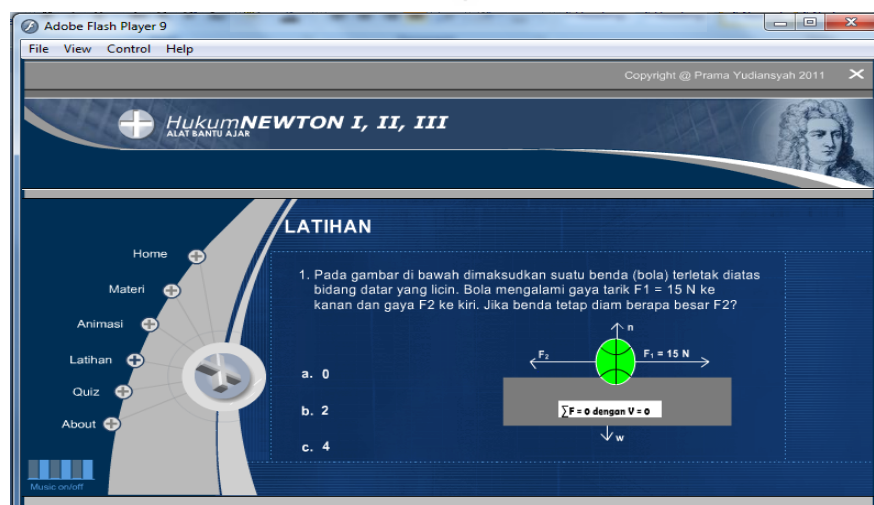 Adobe Flash Player 9
File View Control Help
Copyright @ Prama Yudiansyah 2011
HukumNEWTON I, II, III
ALAT BANTU AJAR
LATIHAN
Home
Materi
Animasi
Latihan
Quiz
About
Music on/off
1. Pada gambar di bawah dimaksudkan suatu benda (bola) terletak diatas
bidang datar yang licin. Bola mengalami gaya tarik F1 = 15 N ke
kanan dan gaya F2 ke kiri. Jika benda tetap diam berapa besar F2?
n
F₂
F₁ = 15 N
∑F = 0 dengan V = 0
w
a. 0
b. 2
c. 4